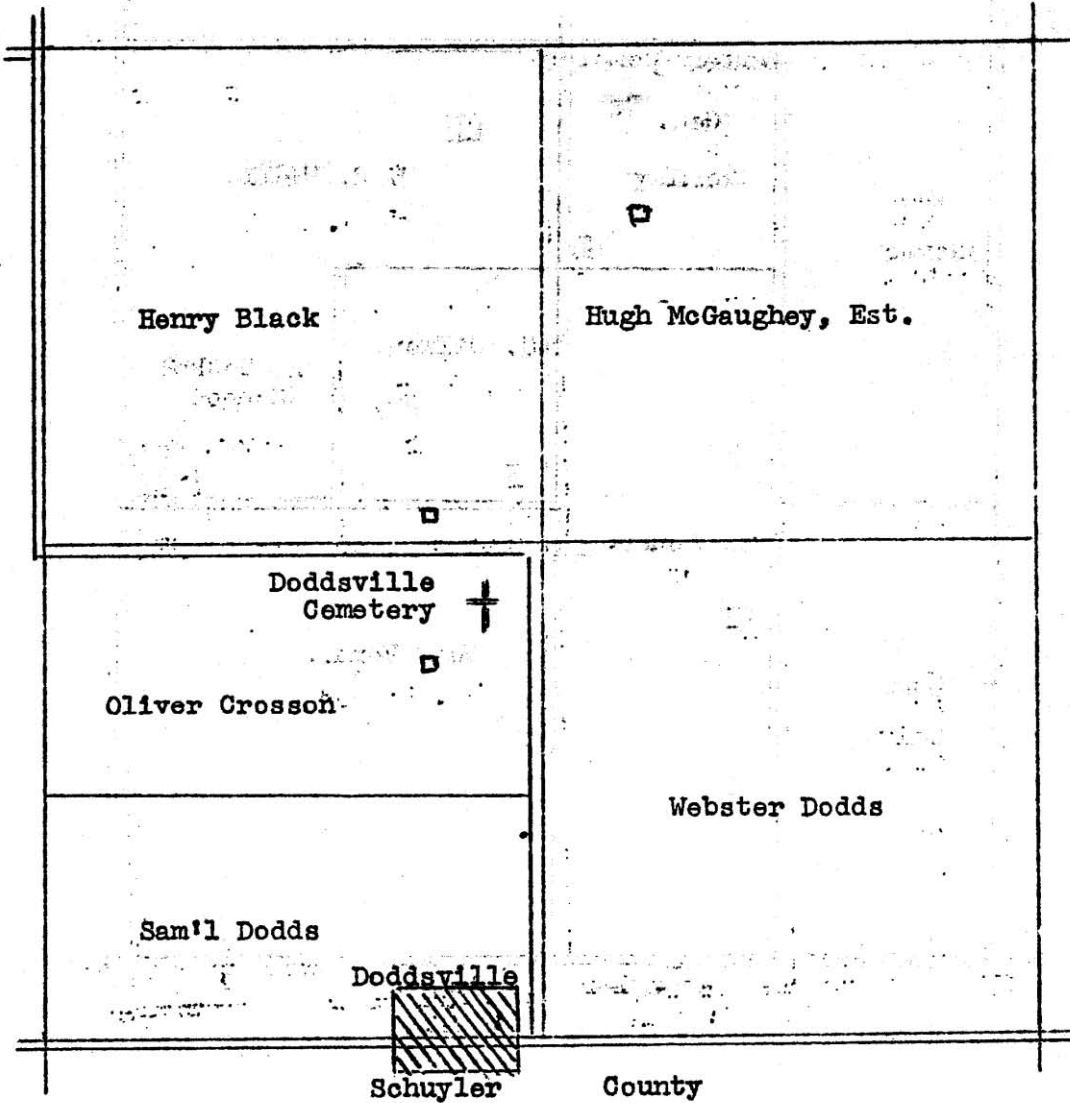 Henry Black
Hugh McGaughey, Est.
Doddsville
Cemetery
Oliver Crosson
Webster Dodds
Sam'l Dodds
Doddsville
Schuyler County